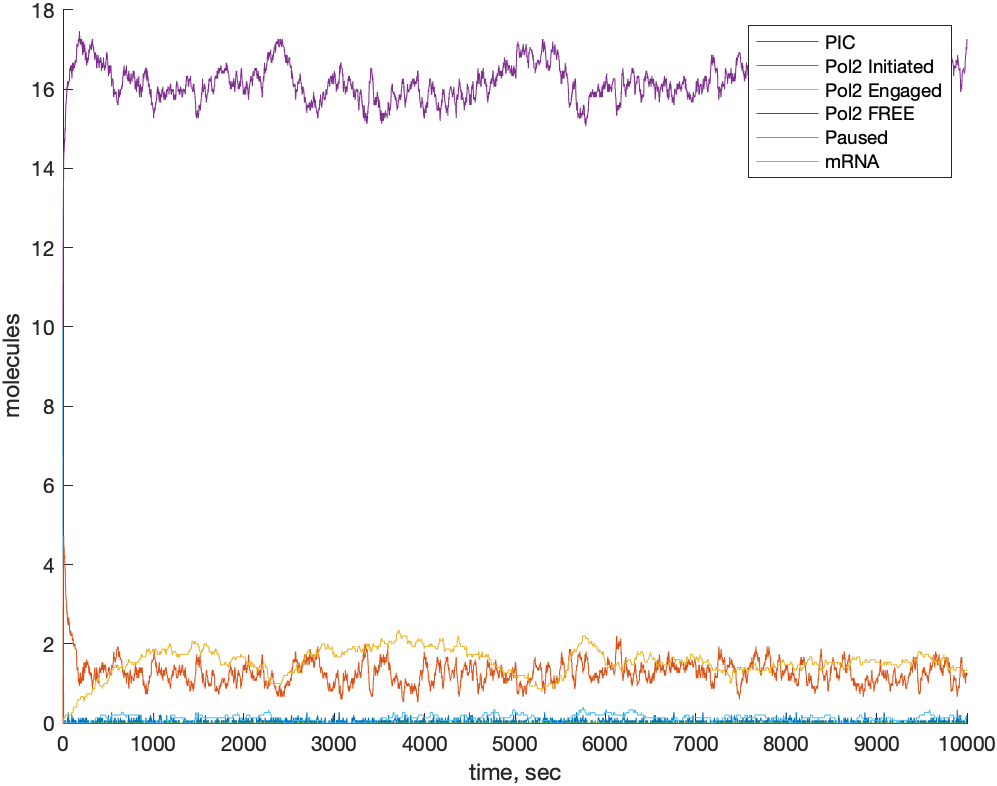 18
16
14
12
10
8
6
4
2
0
molecules
PIC
Pol2 Initiated
Pol2 Engaged
Pol2 FREE
Paused
mRNA
0 1000 2000 3000 4000 5000 6000 7000 8000 9000 10000
time, sec